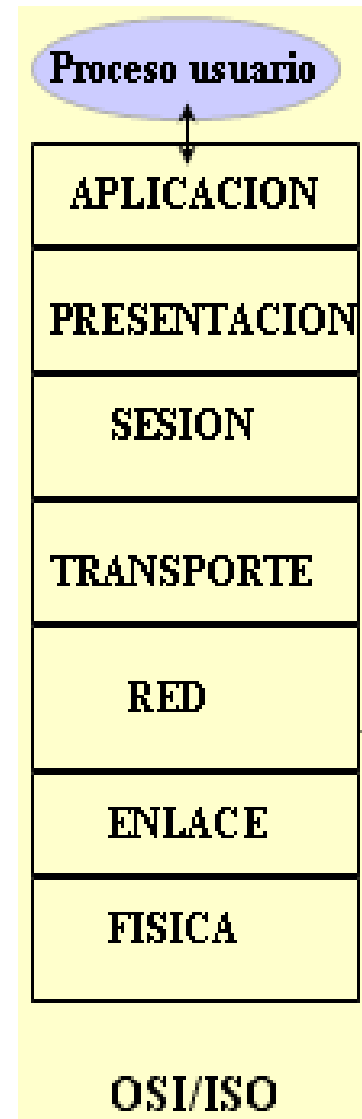 Proceso usuario
APLICACION
PRESENTACION
SESION
TRANSPORTE
RED
ENLACE
FISICA
OSI/ISO